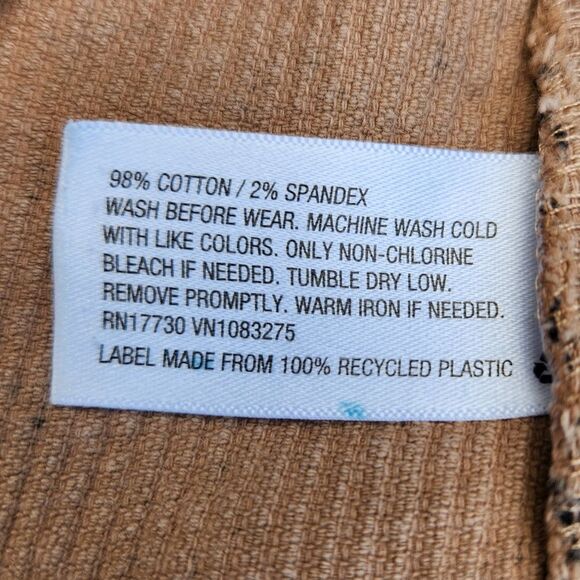 98% COTTON / 2% SPANDEX
WASH BEFORE WEAR. MACHINE WASH COLD
WITH LIKE COLORS. ONLY NON-CHLORINE
BLEACH IF NEEDED. TUMBLE DRY LOW.
REMOVE PROMPTLY. WARM IRON IF NEEDED.
RN17730 VN1083275
LABEL MADE FROM 100% RECYCLED PLASTIC